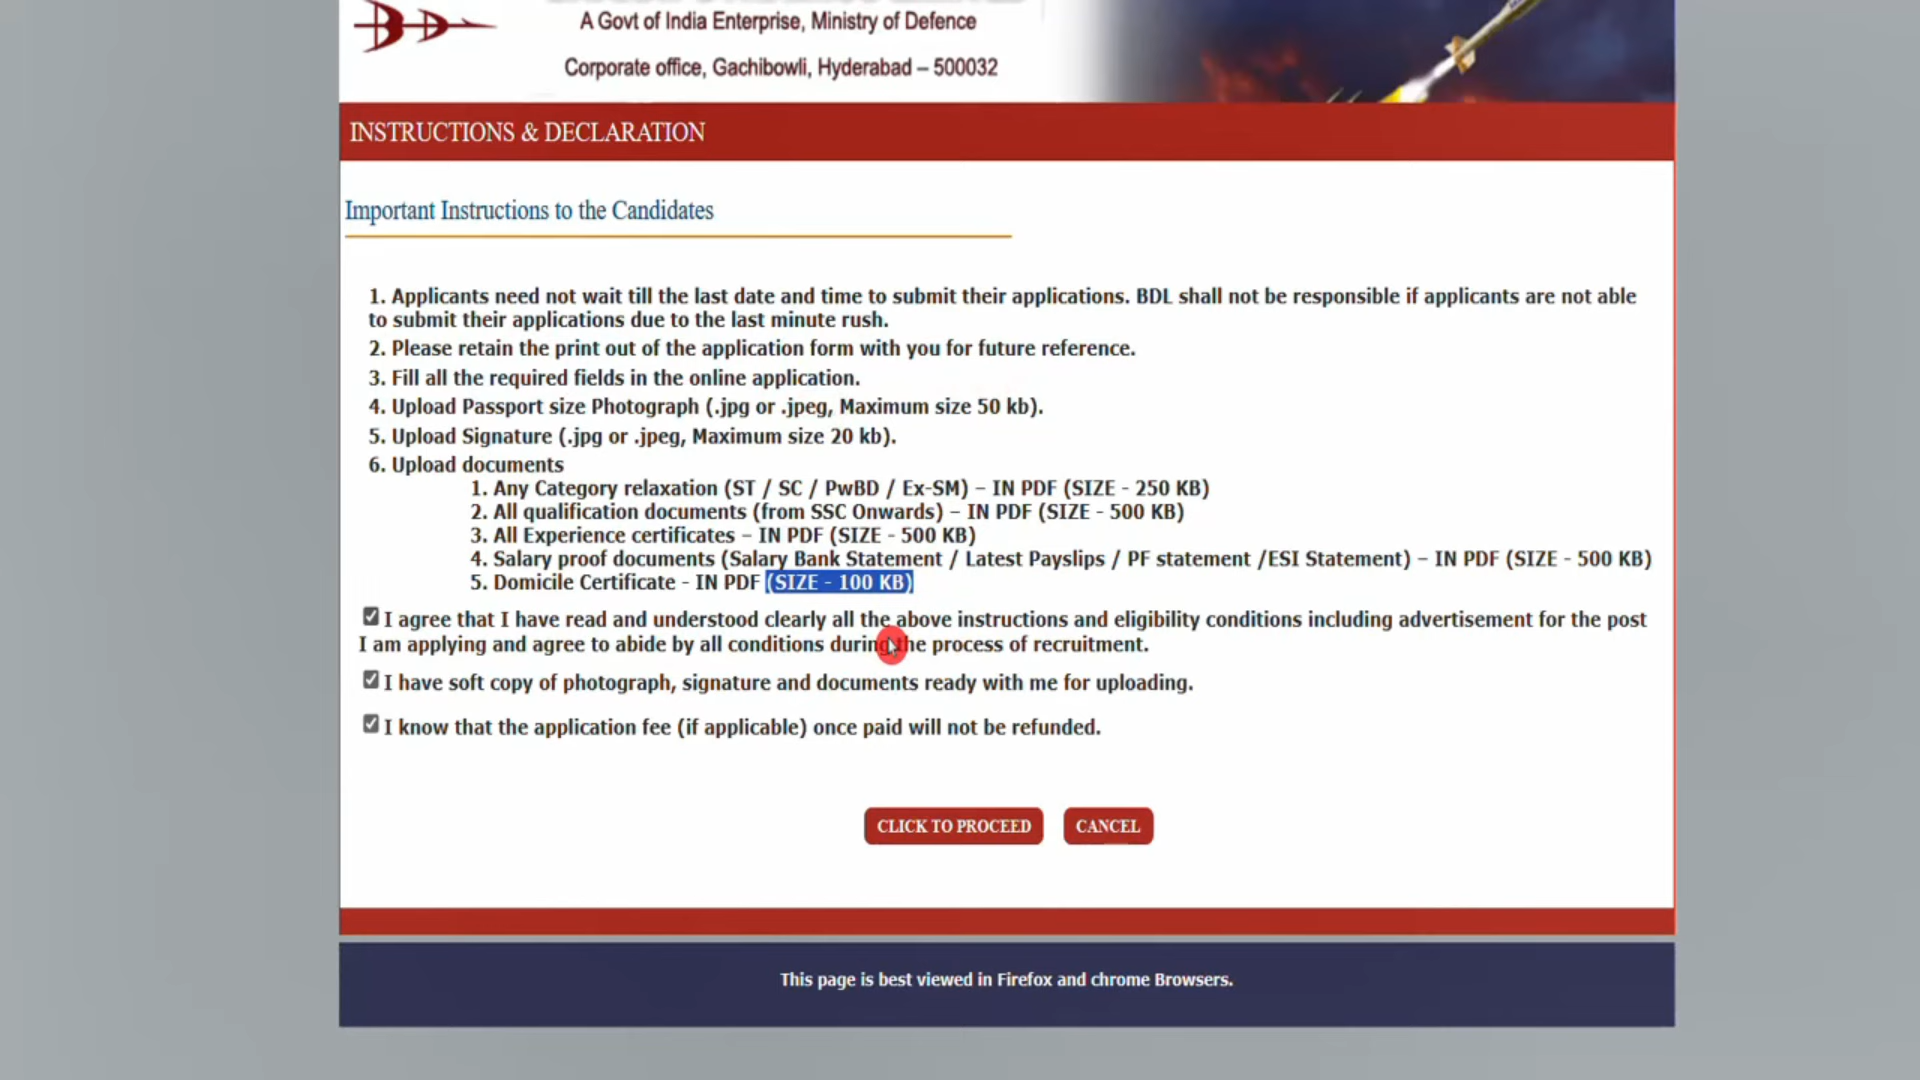 A Govt of India Enterprise, Ministry of Defence
Corporate office, Gachibowli, Hyderabad – 500032
INSTRUCTIONS & DECLARATION
Important Instructions to the Candidates
1. Applicants need not wait till the last date and time to submit their applications. BDL shall not be responsible if applicants are not able
to submit their applications due to the last minute rush.
2. Please retain the print out of the application form with you for future reference.
3. Fill all the required fields in the online application.
4. Upload Passport size Photograph (.jpg or .jpeg, Maximum size 50 kb).
5. Upload Signature (.jpg or .jpeg, Maximum size 20 kb).
6. Upload documents
1. Any Category relaxation (ST / SC / PwBD / Ex-SM) – IN PDF (SIZE - 250 KB)
2. All qualification documents (from SSC Onwards) – IN PDF (SIZE - 500 KB)
3. All Experience certificates – IN PDF (SIZE - 500 KB)
4. Salary proof documents (Salary Bank Statement / Latest Payslips / PF statement /ESI Statement) – IN PDF (SIZE - 500 KB)
5. Domicile Certificate - IN PDF (SIZE - 100 KB)
I agree that I have read and understood clearly all the above instructions and eligibility conditions including advertisement for the post
I am applying and agree to abide by all conditions during the process of recruitment.
I have soft copy of photograph, signature and documents ready with me for uploading.
I know that the application fee (if applicable) once paid will not be refunded.
CLICK TO PROCEED CANCEL
This page is best viewed in Firefox and chrome Browsers.